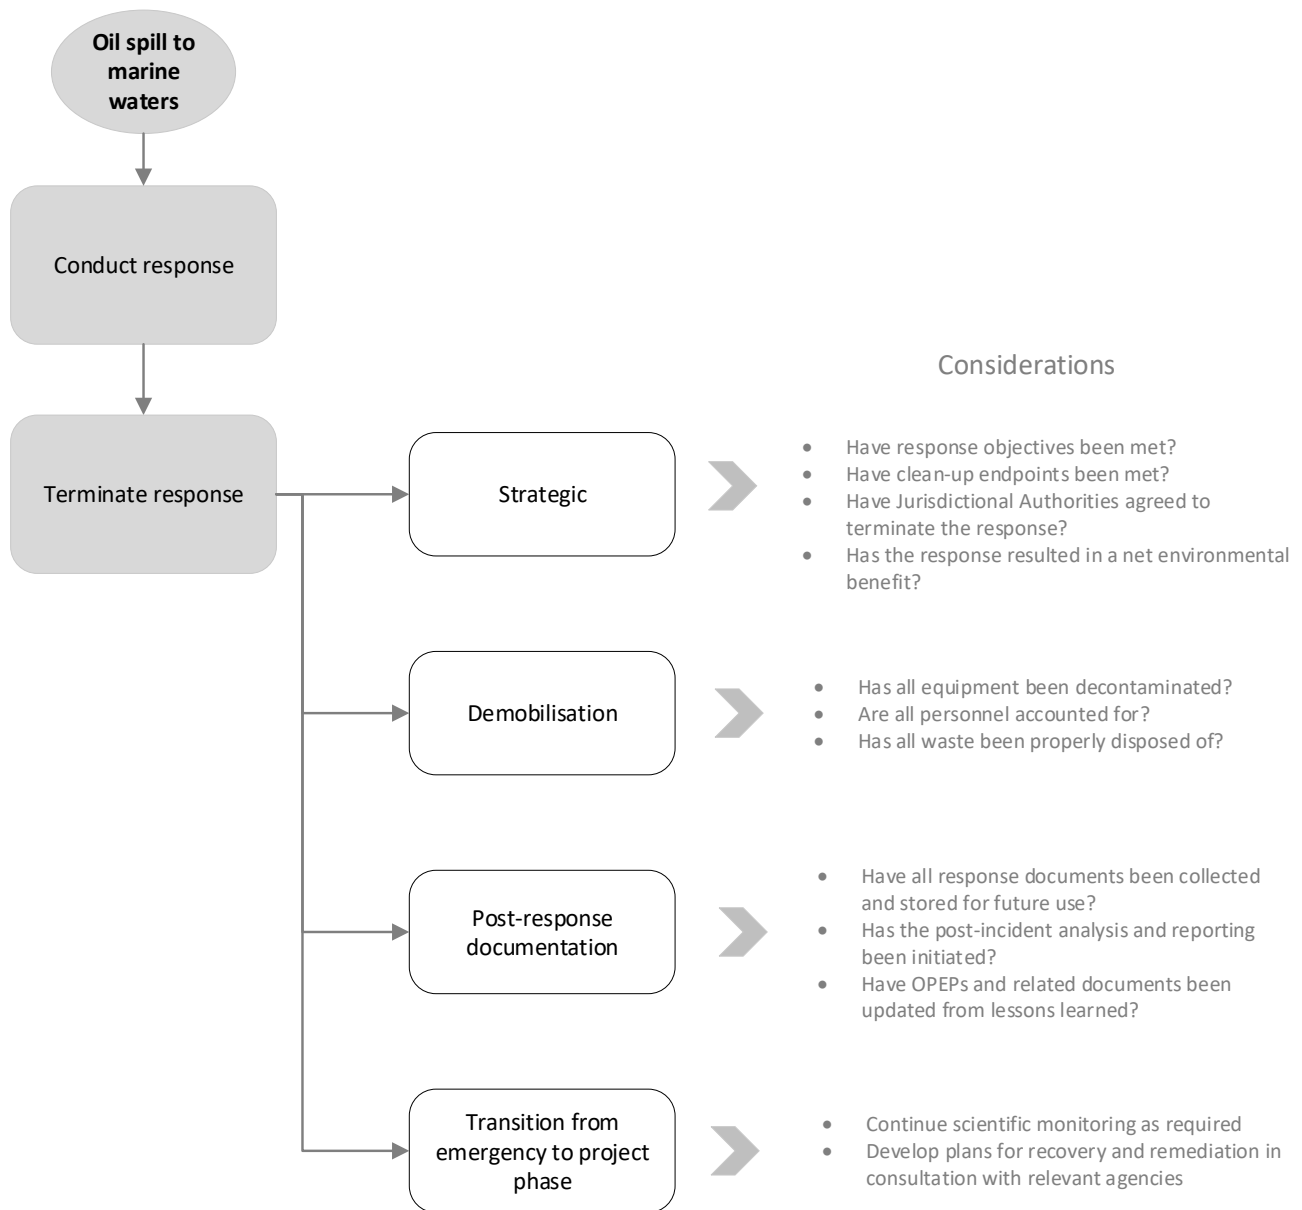 Oil spill to
marine
waters
Conduct response
Considerations
Terminate response
Strategic
Have response objectives been met?
Have clean-up endpoints been met?
Have Jurisdictional Authorities agreed to
terminate the response?
Has the response resulted in a net environmental
benefit?
Demobilisation
Has all equipment been decontaminated?
Are all personnel accounted for?
Has all waste been properly disposed of?
Post-response
documentation
Have all response documents been collected
and stored for future use?
Has the post-incident analysis and reporting
been initiated?
Have OPEPs and related documents been
updated from lessons learned?
Transition from
emergency to project
phase
Continue scientific monitoring as required
Develop plans for recovery and remediation in
consultation with relevant agencies